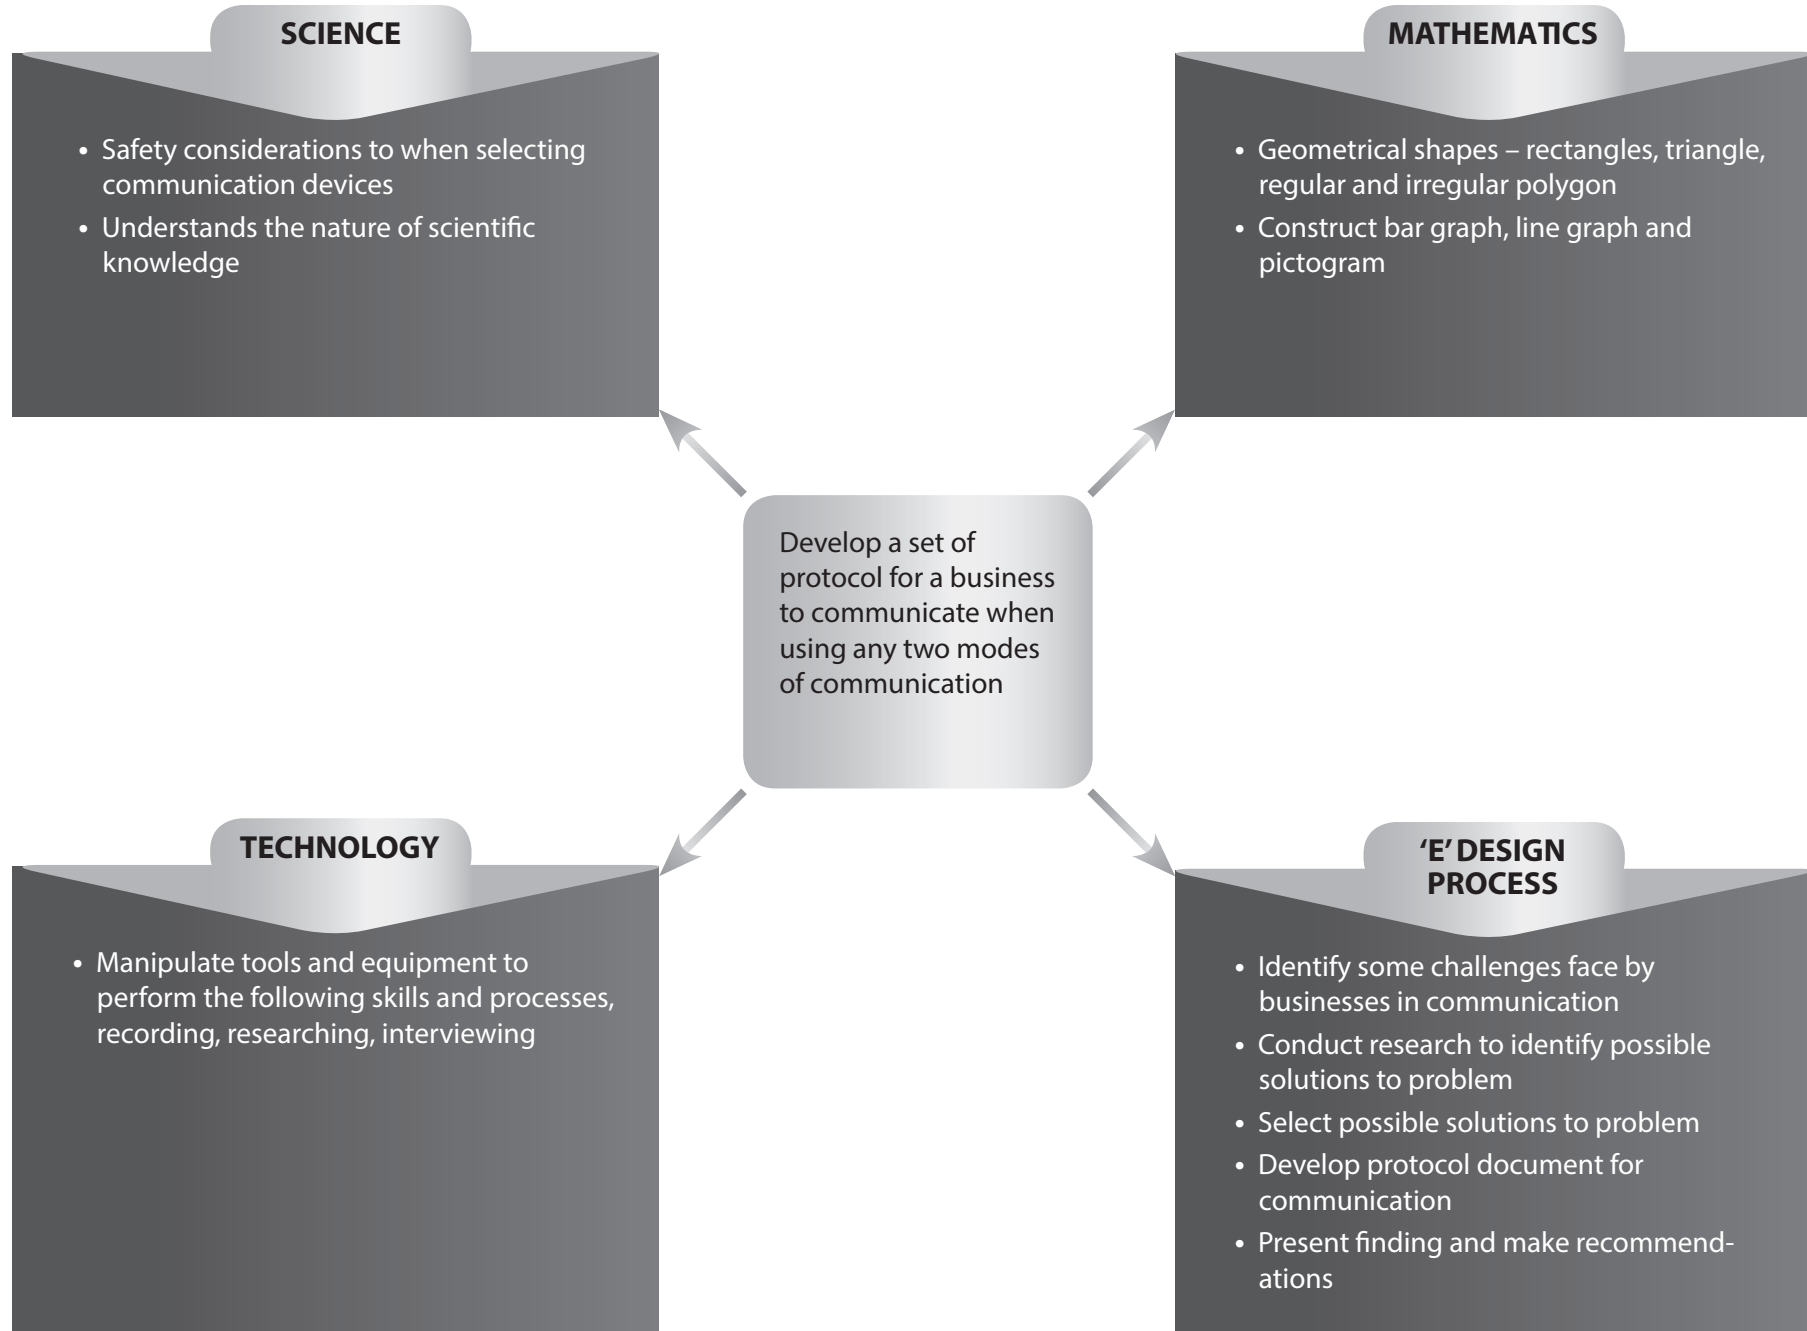 SCIENCE
• Safety considerations to when selecting
communication devices
• Understands the nature of scientific
knowledge
MATHEMATICS
• Geometrical shapes – rectangles, triangle,
regular and irregular polygon
• Construct bar graph, line graph and
pictogram
Develop a set of
protocol for a business
to communicate when
using any two modes
of communication
TECHNOLOGY
• Manipulate tools and equipment to
perform the following skills and processes,
recording, researching, interviewing
‘E’ DESIGN
PROCESS
• Identify some challenges face by
businesses in communication
• Conduct research to identify possible
solutions to problem
• Select possible solutions to problem
• Develop protocol document for
communication
• Present finding and make recommend-
ations